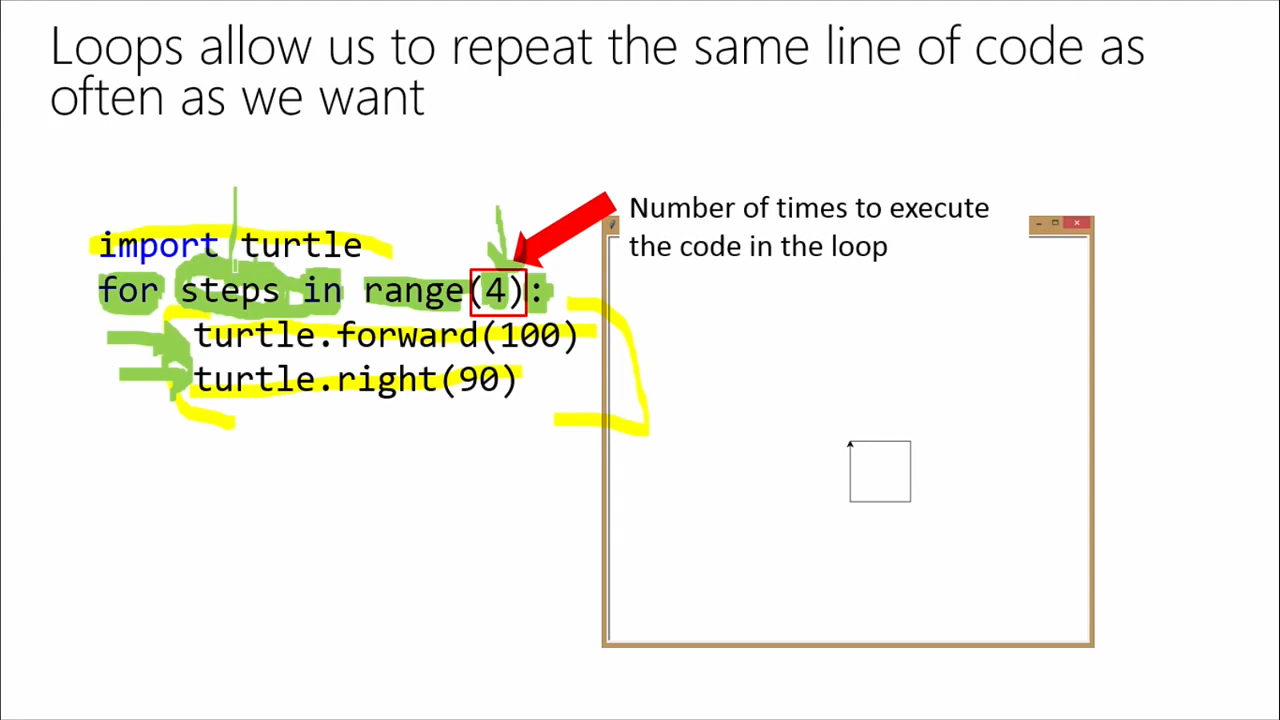 Loops allow us to repeat the same line of code as
often as we want
import turtle
for steps in range(4):
turtle.forward(100)
turtle.right(90)
Number of times to execute
the code in the loop